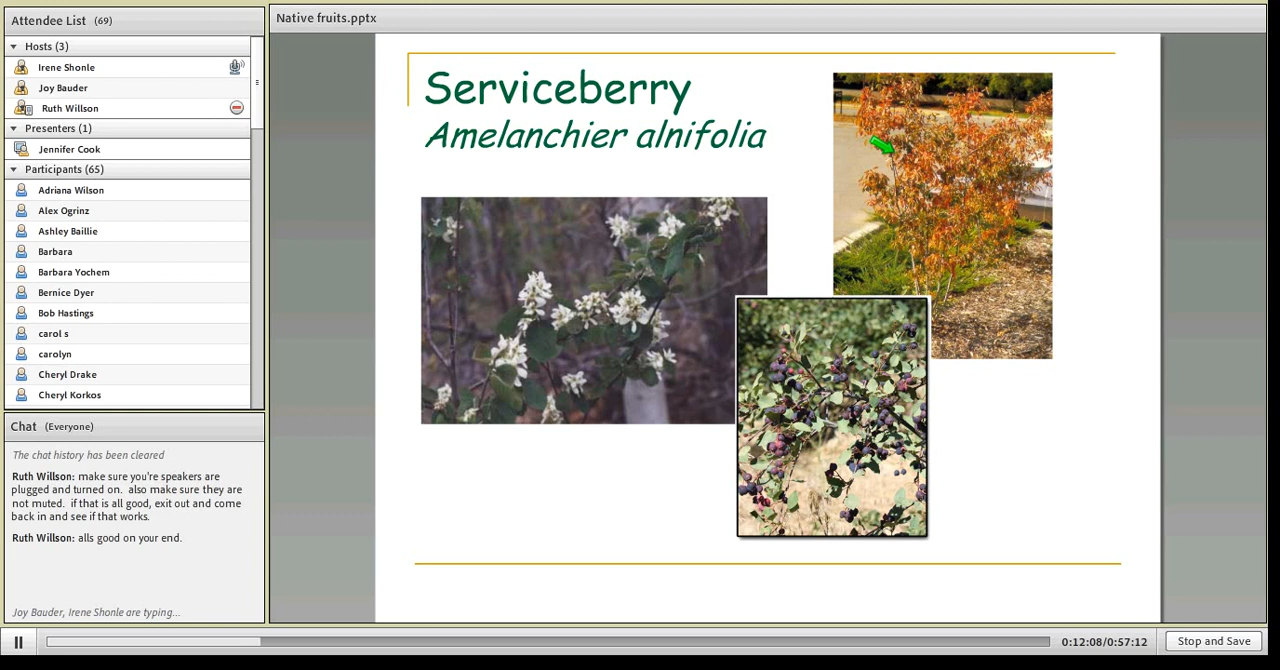 Attendee List (69)
Hosts (3)
Irene Shonle
Joy Bauder
Ruth Willson
Presenters (1)
Jennifer Cook
Participants (65)
Adriana Wilson
Alex Ogrinz
Ashley Baillie
Barbara
Barbara Yochem
Bernice Dyer
Bob Hastings
carol s
carolyn
Cheryl Drake
Cheryl Korkos
Chat (Everyone)
The chat history has been cleared
Ruth Willson: make sure you're speakers are
plugged and turned on. also make sure they are
not muted. if that is all good, exit out and come
back in and see if that works.
Ruth Willson: alls good on your end.
Joy Bauder, Irene Shonle are typing...
Native fruits.pptx
Serviceberry
Amelanchier alnifolia
0:12:08/0:57:12
Stop and Save